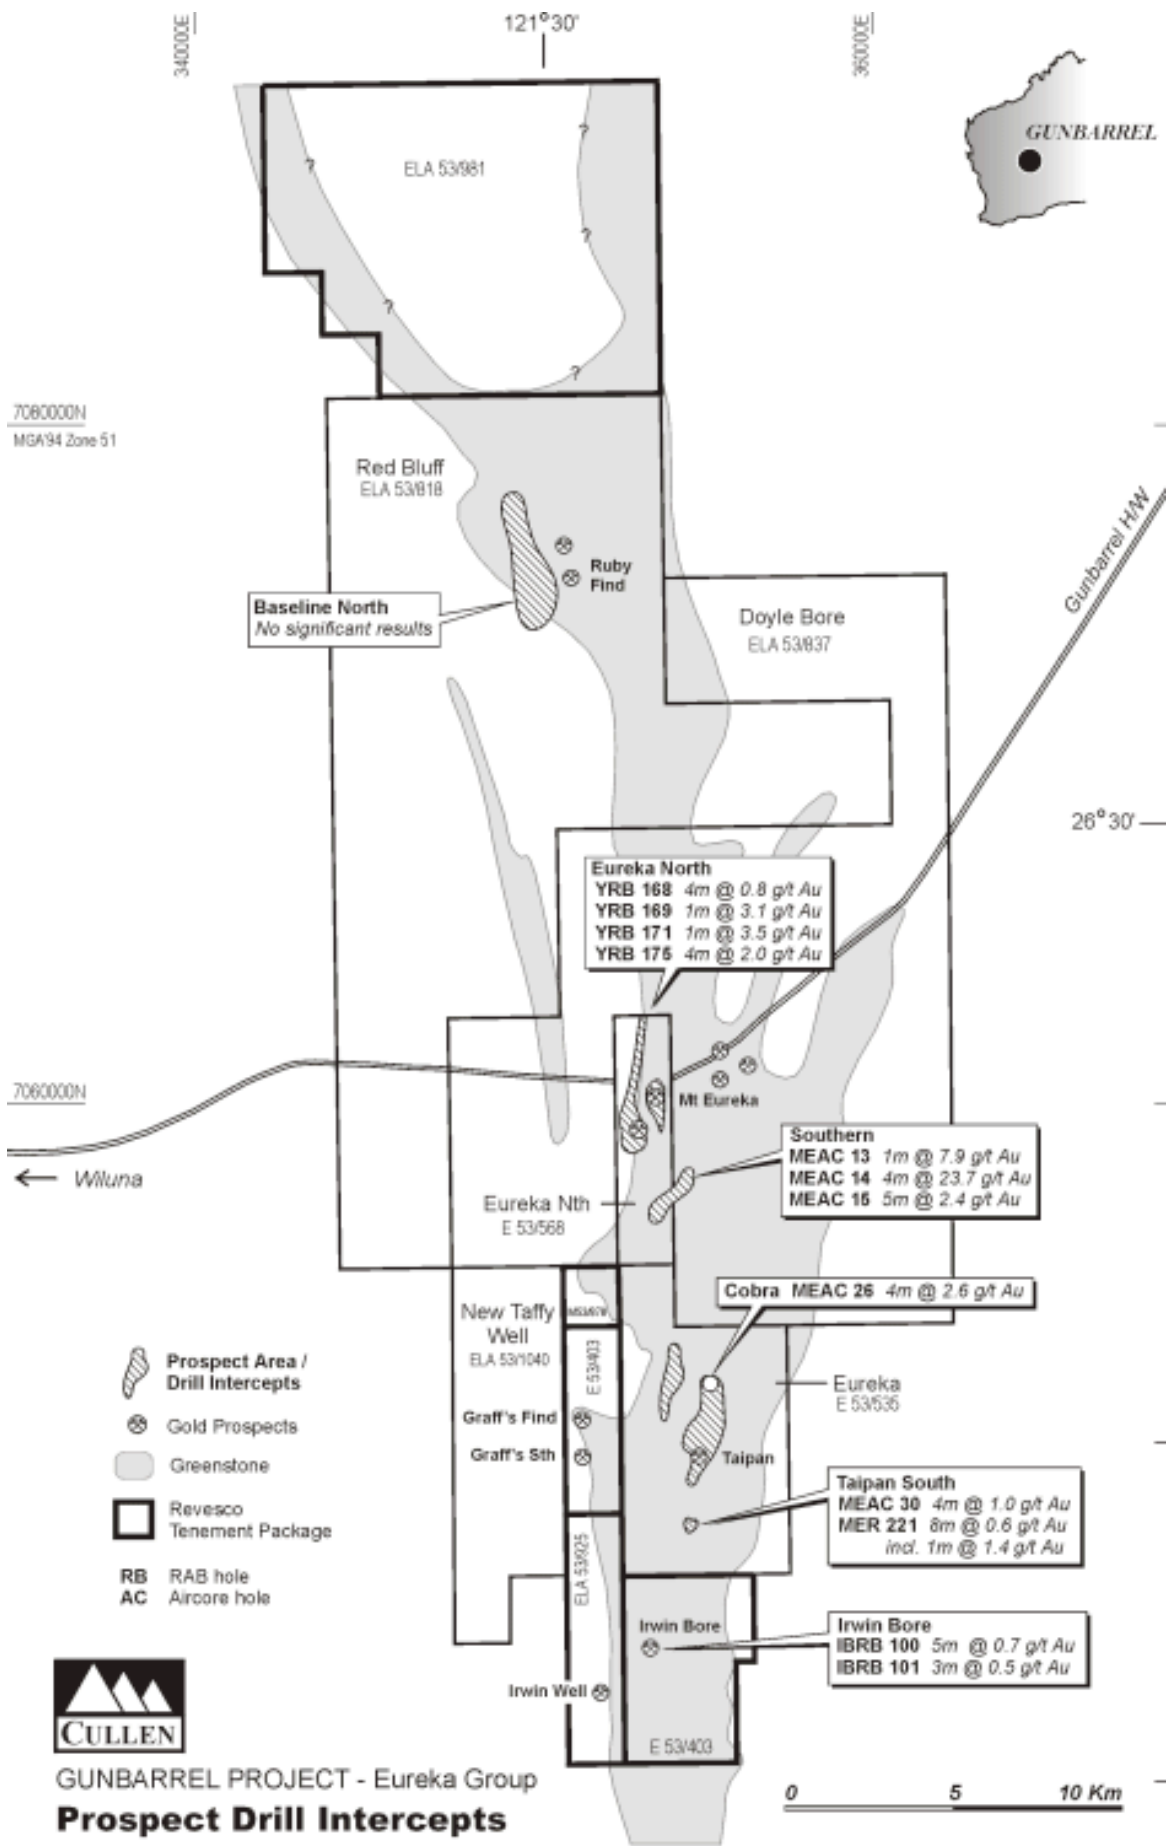 340000E
121°30'
360000E
GUNBARREL
ELA 53/981
?
?
?
?
?
7080000N
MGA'94 Zone 51
Red Bluff
ELA 53/818
Gunbarrel H/W
Ruby
Find
Baseline North
No significant results
Doyle Bore
ELA 53/837
26°30'
Eureka North
YRB 168 4m @ 0.8 g/t Au
YRB 169 1m @ 3.1 g/t Au
YRB 171 1m @ 3.5 g/t Au
YRB 175 4m @ 2.0 g/t Au
7060000N
Mt Eureka
Wiluna
Southern
MEAC 13 1m @ 7.9 g/t Au
MEAC 14 4m @ 23.7 g/t Au
MEAC 15 5m @ 2.4 g/t Au
Eureka Nth
E 53/568
Cobra MEAC 26 4m @ 2.6 g/t Au
New Taffy
Well
ELA 53/1040
E 53/403
Eureka
E 53/535
Graff's Find
Graff's Sth
Taipan
Taipan South
MEAC 30 4m @ 1.0 g/t Au
MER 221 8m @ 0.6 g/t Au
incl. 1m @ 1.4 g/t Au
ELA 53/925
Irwin Bore
Irwin Bore
IBRB 100 5m @ 0.7 g/t Au
IBRB 101 3m @ 0.5 g/t Au
Irwin Well
E 53/403
Prospect Area /
Drill Intercepts
Gold Prospects
Greenstone
Revesco
Tenement Package
RB RAB hole
AC Aircore hole
CULLEN
GUNBARREL PROJECT - Eureka Group
Prospect Drill Intercepts
0 5 10 Km